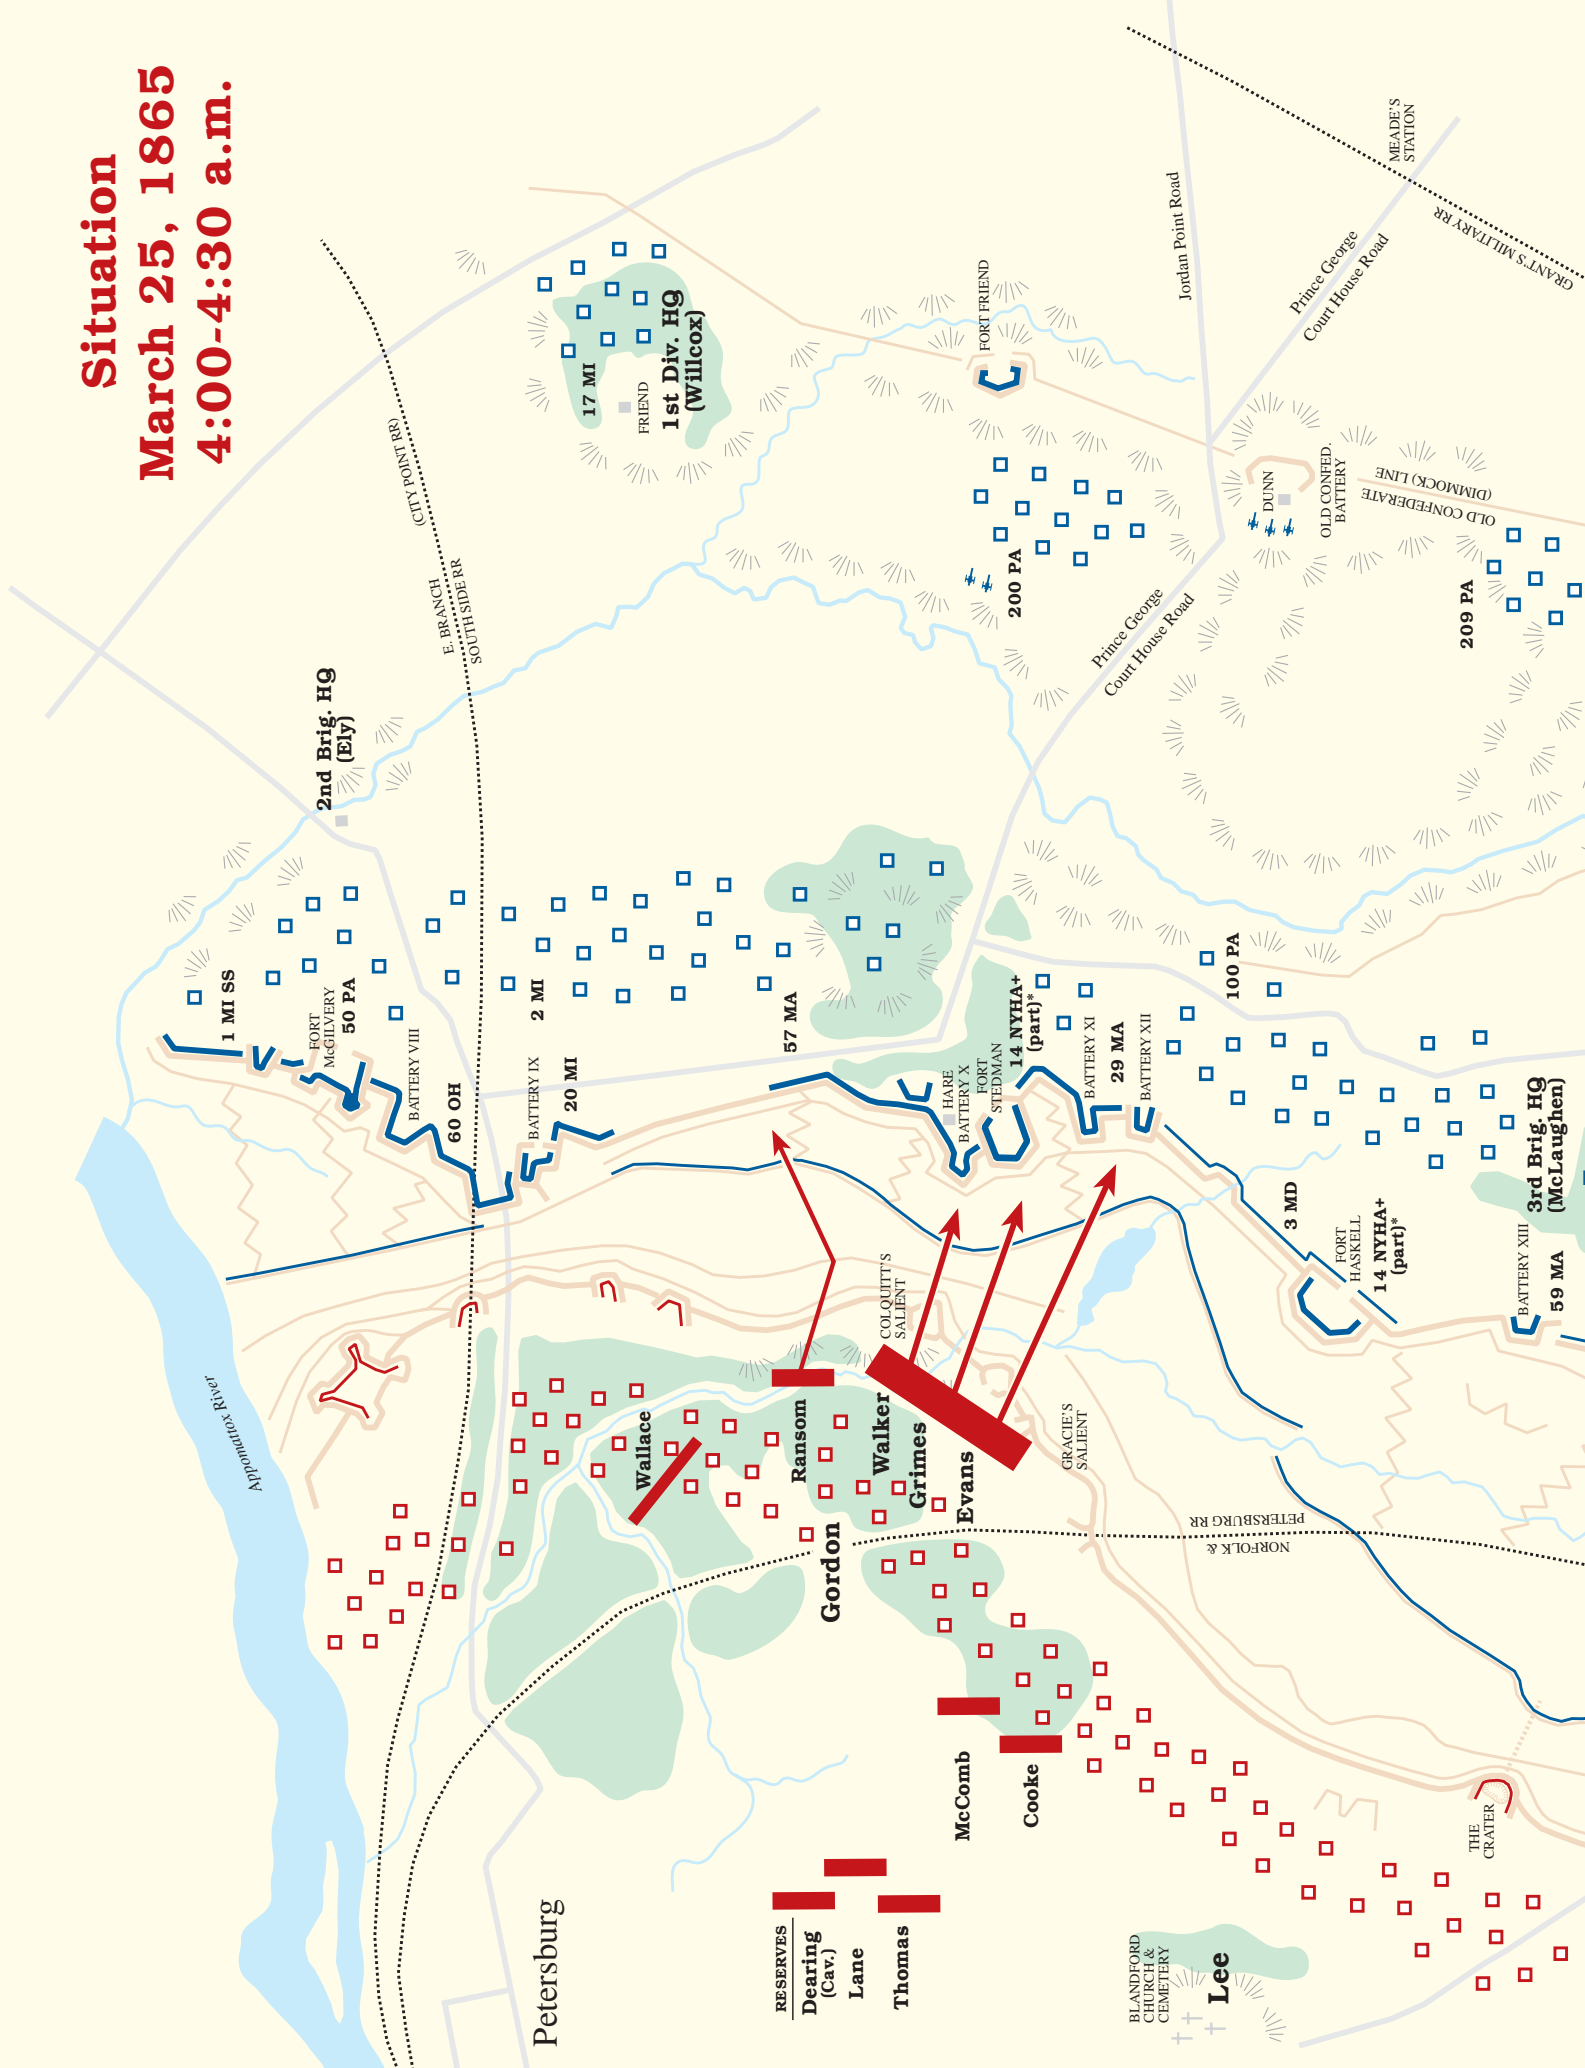 Situation
March 25, 1865
4:00-4:30 a.m.
Appomattox River
(CITY POINT RR)
E. BRANCH
SOUTH SIDE RR
2nd Brig. HQ
(Ely)
17 MI
FRIEND
1st Div. HQ
(Willcox)
1 MI SS
FORT
McGILVERY
50 PA
BATTERY VIII
60 OH
2 MI
BATTERY IX
20 MI
57 MA
HARE
BATTERY X
FORT
STEDMAN
14 NYHA+
(part)*
BATTERY XI
29 MA
BATTERY XII
100 PA
3 MD
FORT
HASKELL
14 NYHA+
(part)*
BATTERY XIII
59 MA
3rd Brig. HQ
(McLaughen)
FORT FRIEND
200 PA
Prince George
Court House Road
Jordan Point Road
Prince George
Court House Road
MEADE'S
STATION
GRANT'S MILITARY RR
DUNN
OLD CONFED.
BATTERY
OLD CONFEDERATE
(DIMMOCK) LINE
209 PA
COLQUITT'S
SALIENT
GRACIE'S
SALIENT
Wallace
Ransom
Walker
Grimes
Evans
Gordon
NORFOLK &
PETERSBURG RR
McComb
Cooke
THE
CRATER
Petersburg
RESERVES
Dearing
(Cav.)
Lane
Thomas
BLANDFORD
CHURCH &
CEMETERY
Lee